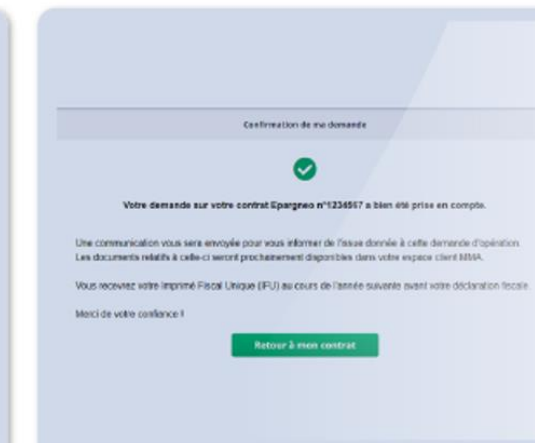 Confirmation de ma demande
Votre demande sur votre contrat Epargneo n°1234567 a bien été prise en compte.
Une communication vous sera envoyée pour vous informer de l'issue donnée à cette demande d'opération.
Les documents relatifs à celle-ci seront prochainement disponibles dans votre espace client MMA.
Vous recevrez votre Imprimé Fiscal Unique (IFU) au cours de l'année suivante avant votre déclaration fiscale.
Merci de votre confiance !
Retour à mon contrat